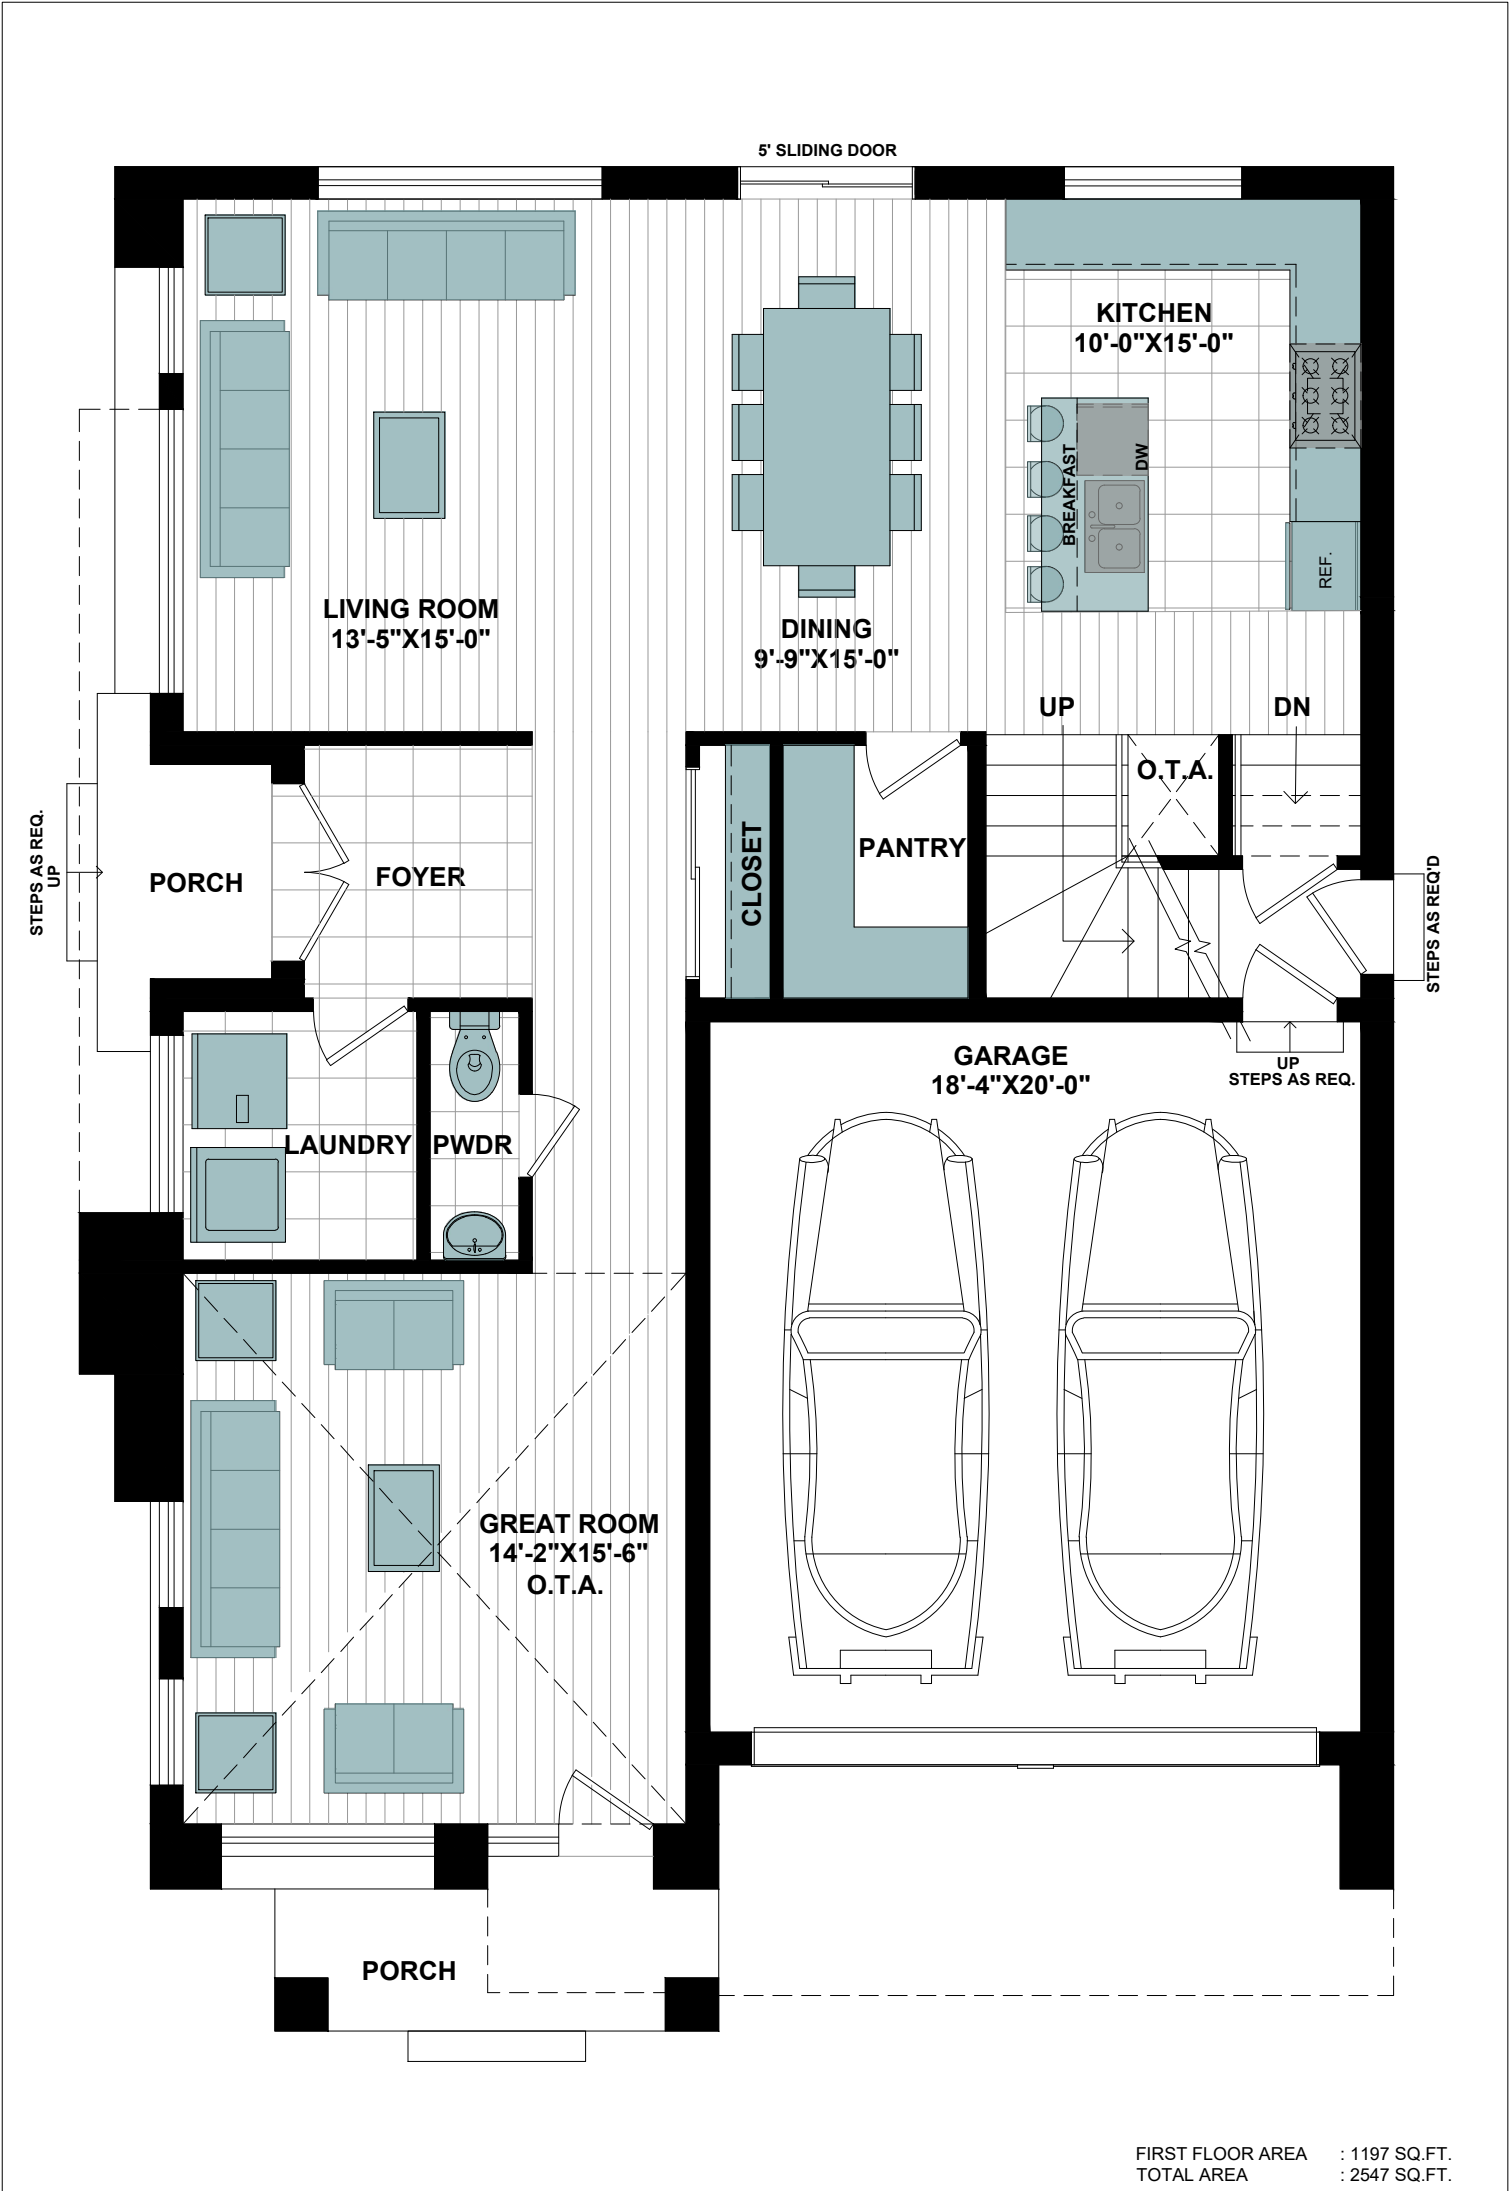 5' SLIDING DOOR
KITCHEN
10'-0"X15'-0"
BREAKFAST
DW
REF.
LIVING ROOM
13'-5"X15'-0"
DINING
9'-9"X15'-0"
UP
DN
O.T.A.
STEPS AS REQ.
UP
PORCH
FOYER
CLOSET
PANTRY
STEPS AS REQ'D
GARAGE
18'-4"X20'-0"
UP
STEPS AS REQ.
LAUNDRY
PWDR
GREAT ROOM
14'-2"X15'-6"
O.T.A.
PORCH
FIRST FLOOR AREA : 1197 SQ.FT.
TOTAL AREA : 2547 SQ.FT.